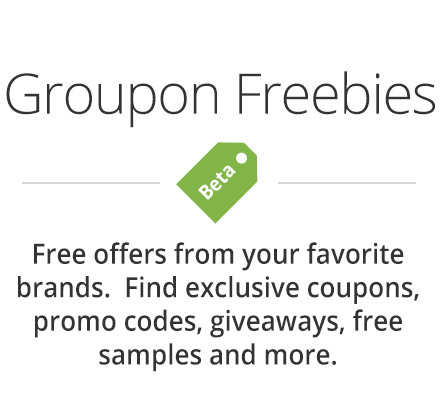 Groupon Freebies
Beta
Free offers from your favorite
brands.  Find exclusive coupons,
promo codes, giveaways, free
samples and more.